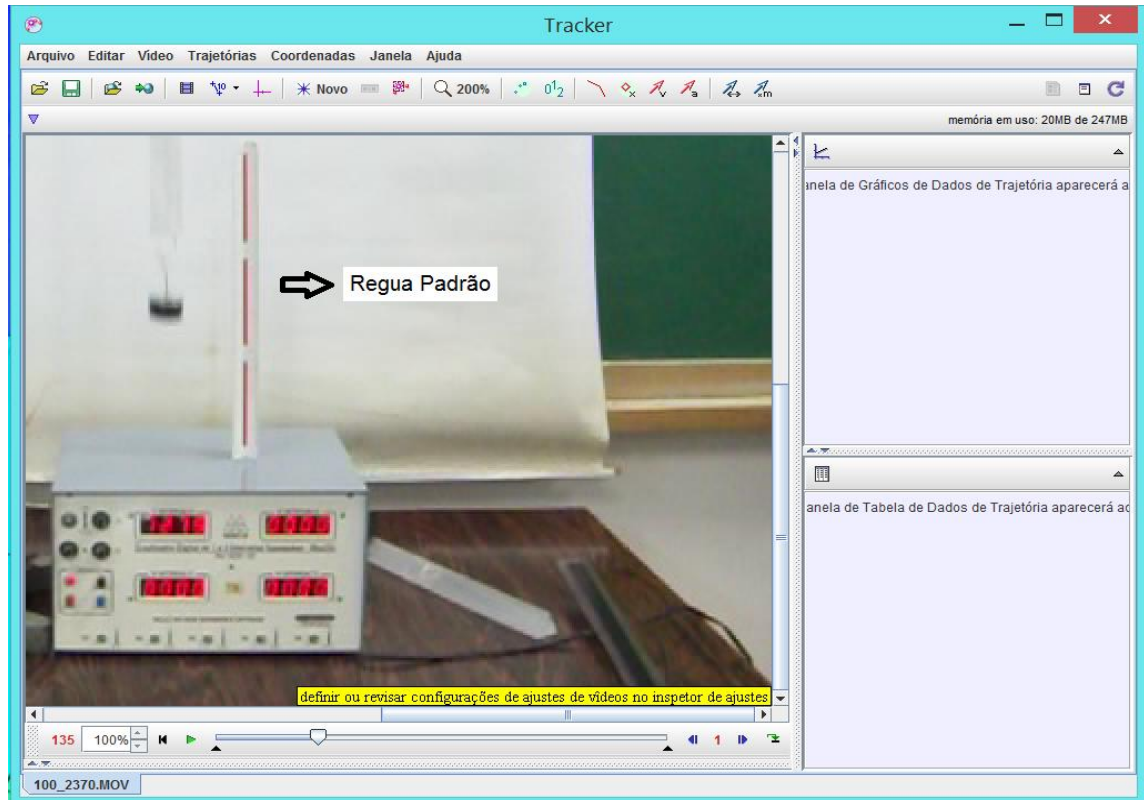 Tracker
Arquivo Editar Vídeo Trajetórias Coordenadas Janela Ajuda
Novo 200%
memória em uso: 20MB de 247MB
anela de Gráficos de Dados de Trajetória aparecerá a
Regua Padrão
anela de Tabela de Dados de Trajetória aparecerá ac
definir ou revisar configurações de ajustes de vídeos no inspetor de ajustes
135 100% 1
100_2370.MOV